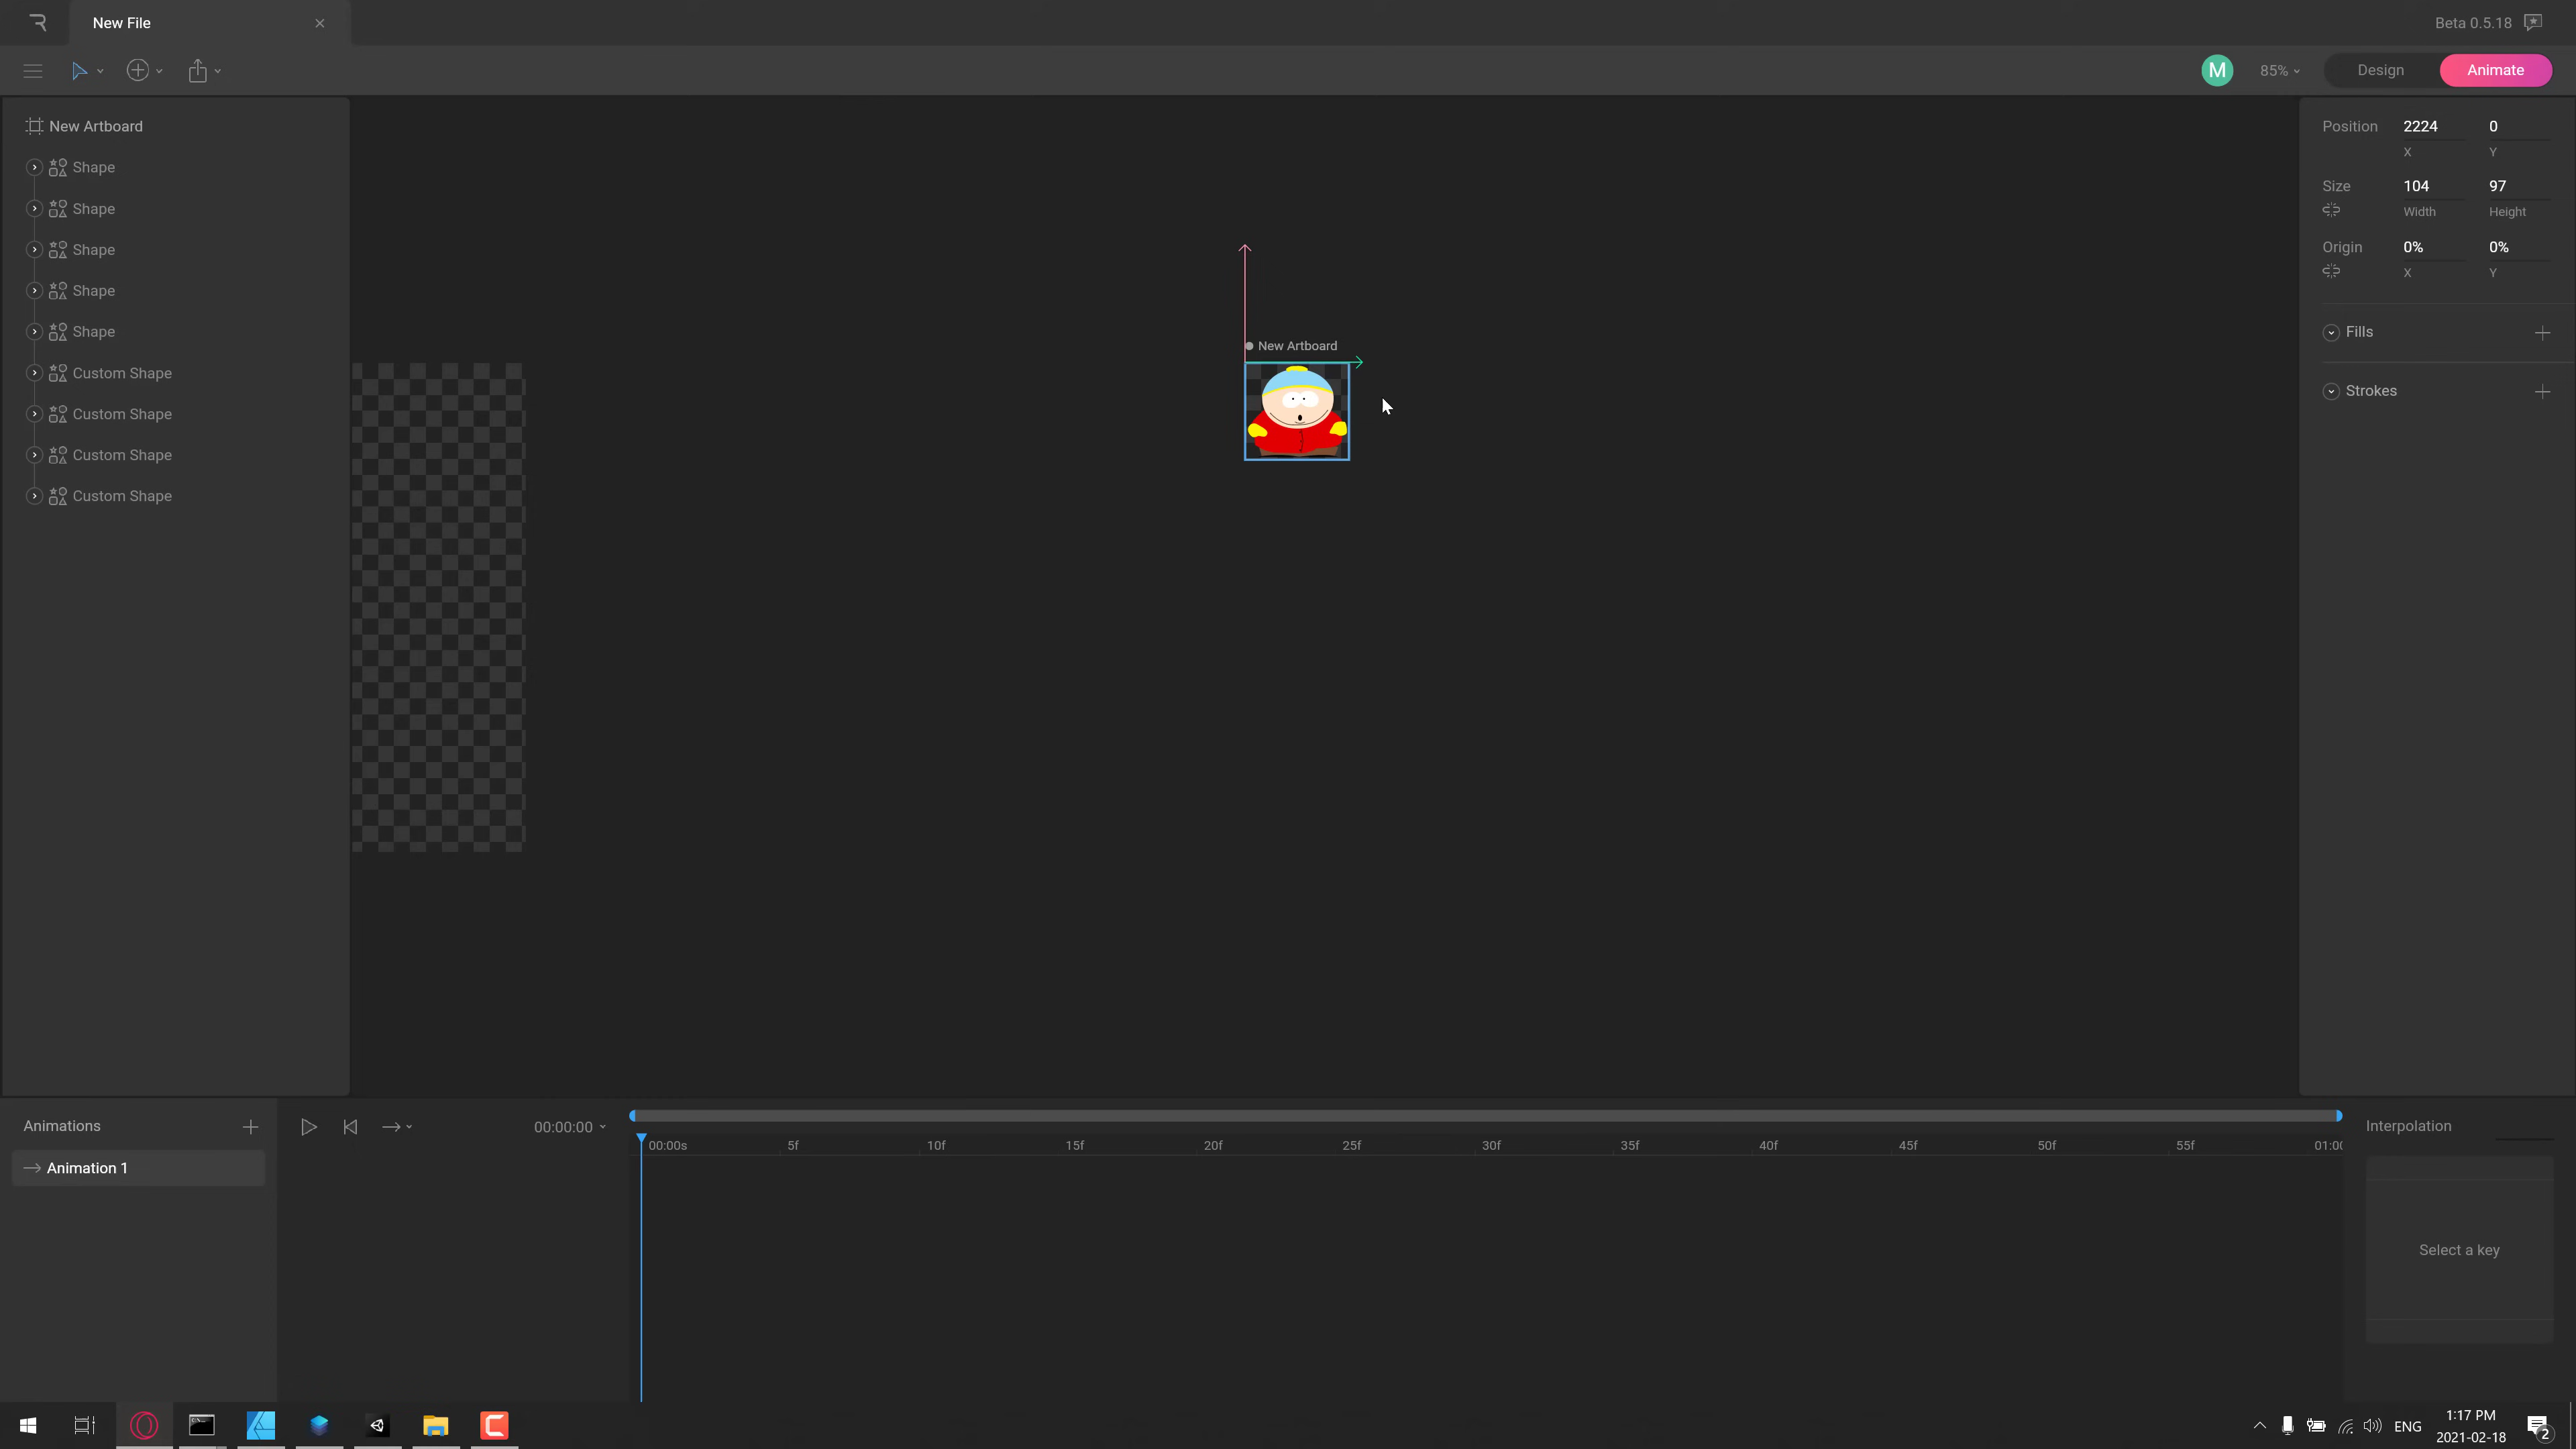 New File
Beta 0.5.18
M
85%
Design
Animate
New Artboard
Shape
Shape
Shape
Shape
Shape
Custom Shape
Custom Shape
Custom Shape
Custom Shape
New Artboard
Position
2224
0
X
Y
Size
104
97
Width
Height
Origin
0%
0%
X
Y
Fills
Strokes
Animations
Animation 1
00:00:00
00:00s
5f
10f
15f
20f
25f
30f
35f
40f
45f
50f
55f
01:00
Interpolation
Select a key
ENG
1:17 PM
2021-02-18
2